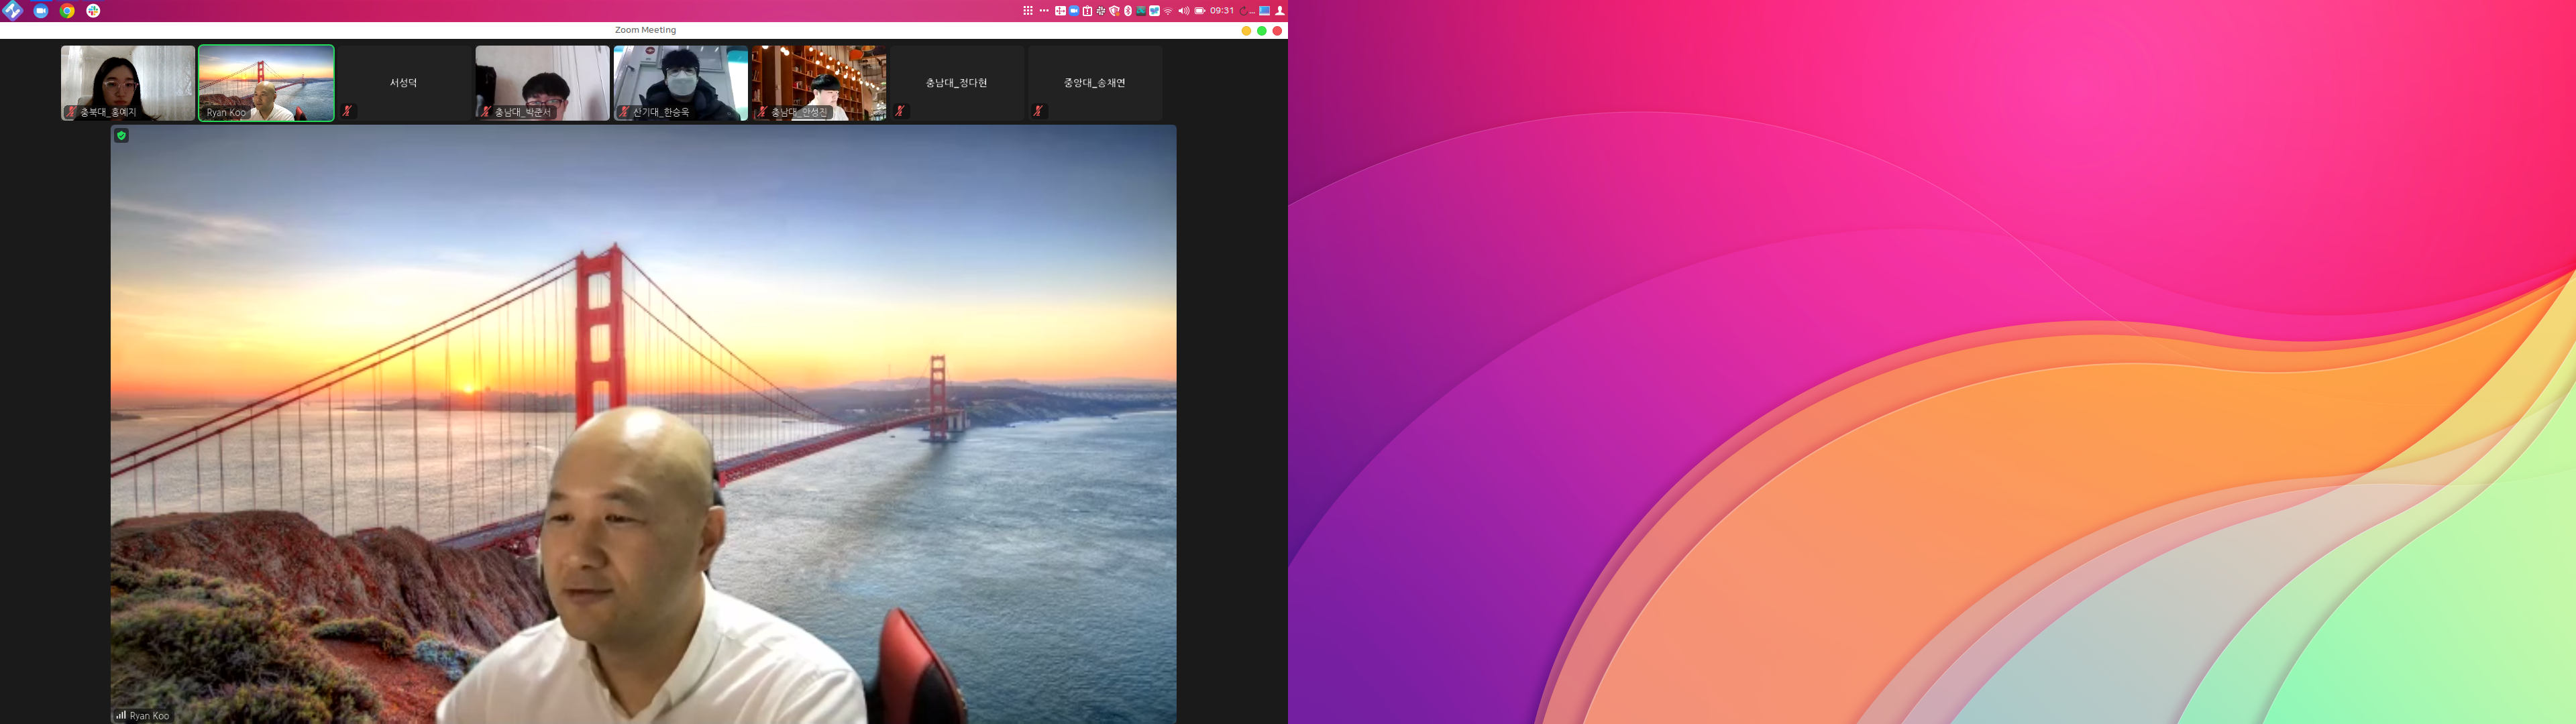 09:31
...
Zoom Meeting
충북대_홍예지
Ryan Koo
서성덕
충남대_박준서
산기대_한승욱
충남대_안성진
충남대_정다현
중앙대_송채연
Ryan Koo